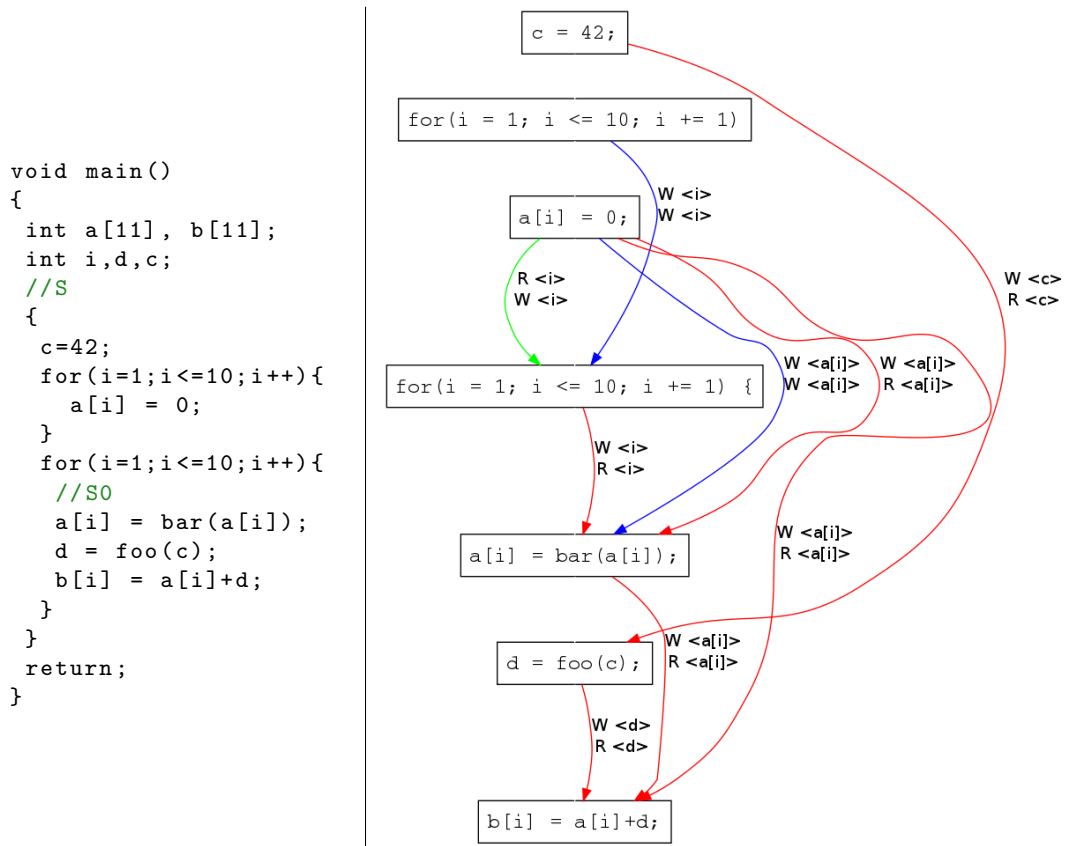 void main()
{
int a[11], b[11];
int i,d,c;
//S
{
c=42;
for(i=1;i<=10;i++){
a[i] = 0;
}
for(i=1;i<=10;i++){
//S0
a[i] = bar(a[i]);
d = foo(c);
b[i] = a[i]+d;
}
}
return;
}
c = 42;
for(i = 1; i <= 10; i += 1)
W <i>
W <i>
a[i] = 0;
R <i>
W <i>
W <c>
R <c>
W <a[i]>
W <a[i]>
W <a[i]>
R <a[i]>
for(i = 1; i <= 10; i += 1) {
W <i>
R <i>
a[i] = bar(a[i]);
W <a[i]>
R <a[i]>
d = foo(c);
W <a[i]>
R <a[i]>
W <d>
R <d>
b[i] = a[i]+d;